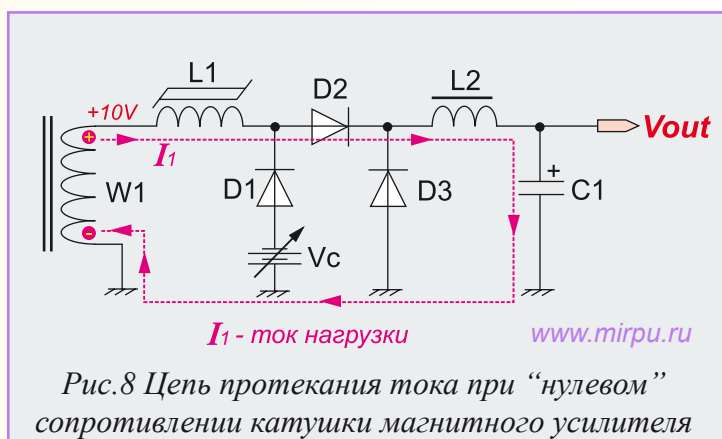 L1
D2
L2
+10V
Vout
I1
W1
D1
D3
+
C1
Vc
I1 - ток нагрузки
www.mirpu.ru
Рис.8 Цепь протекания тока при “нулевом”
сопротивлении катушки магнитного усилителя